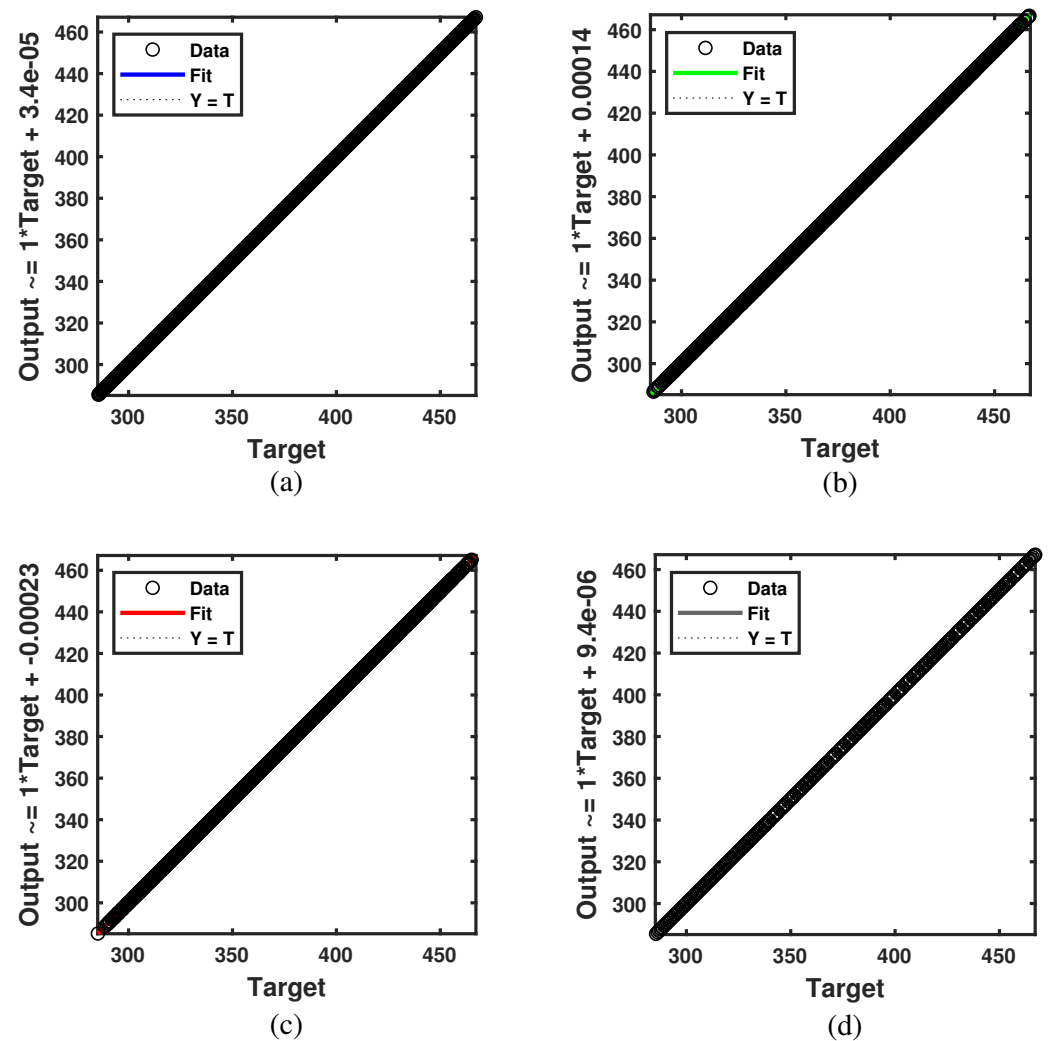 Output ~= 1*Target + 3.4e-05
460
440
420
400
380
360
340
320
300
Data
Fit
Y = T
300 350 400 450
Target
(a)
Output ~= 1*Target + 0.00014
460
440
420
400
380
360
340
320
300
Data
Fit
Y = T
300 350 400 450
Target
(b)
Output ~= 1*Target + -0.00023
460
440
420
400
380
360
340
320
300
Data
Fit
Y = T
300 350 400 450
Target
(c)
Output ~= 1*Target + 9.4e-06
460
440
420
400
380
360
340
320
300
Data
Fit
Y = T
300 350 400 450
Target
(d)